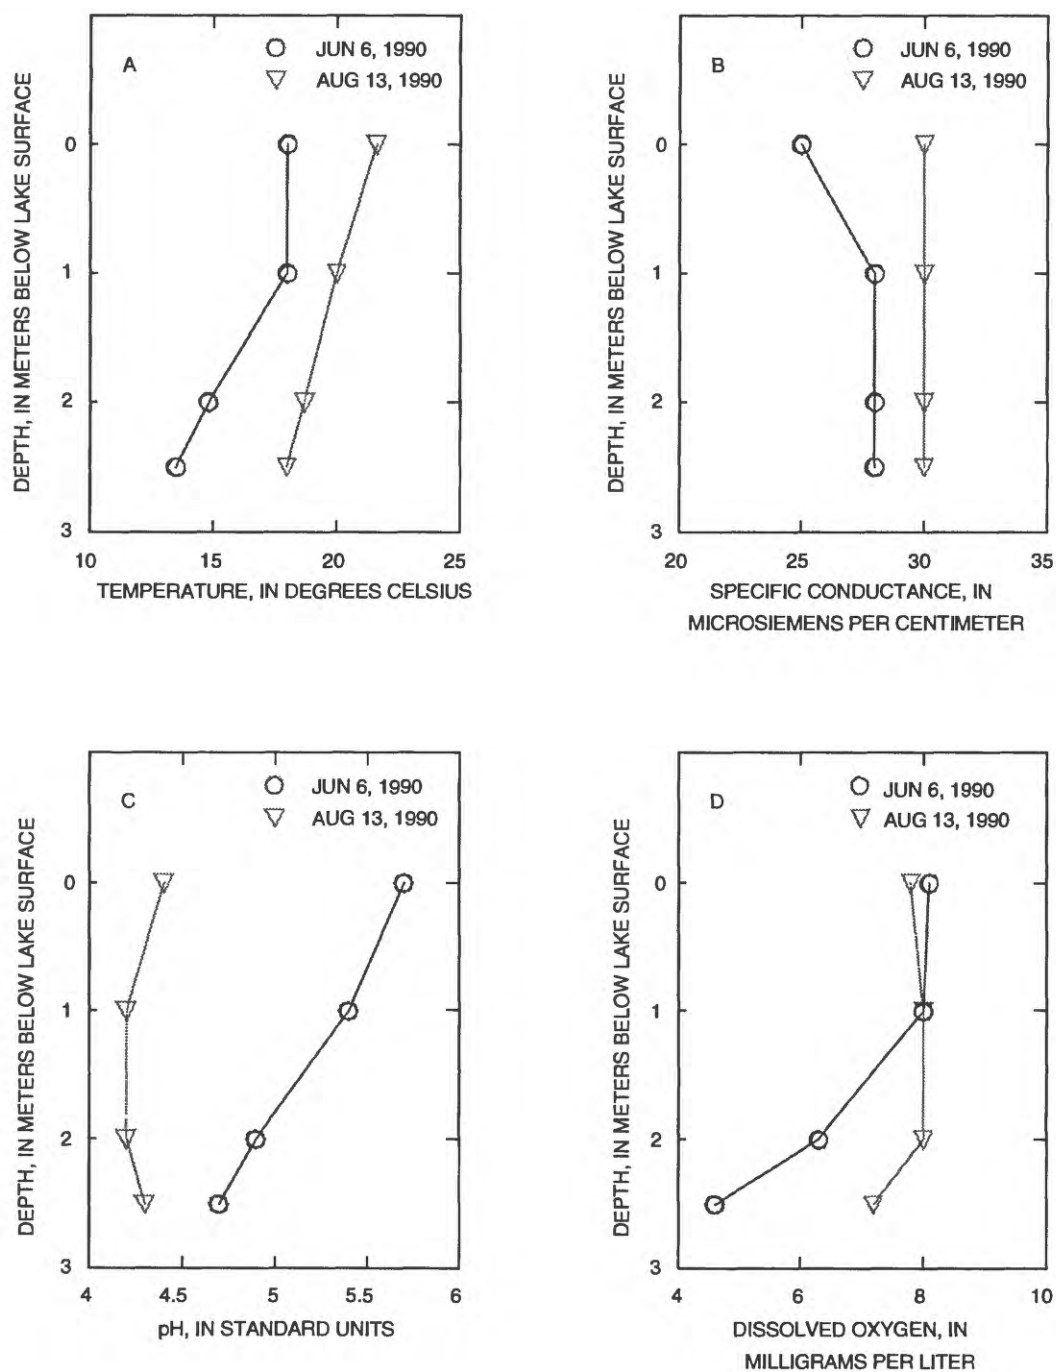 A
JUN 6, 1990
AUG 13, 1990
DEPTH, IN METERS BELOW LAKE SURFACE
0
1
2
3
10 15 20 25
TEMPERATURE, IN DEGREES CELSIUS
B
JUN 6, 1990
AUG 13, 1990
DEPTH, IN METERS BELOW LAKE SURFACE
0
1
2
3
20 25 30 35
SPECIFIC CONDUCTANCE, IN
MICROSIEMENS PER CENTIMETER
C
JUN 6, 1990
AUG 13, 1990
DEPTH, IN METERS BELOW LAKE SURFACE
0
1
2
3
4 4.5 5 5.5 6
pH, IN STANDARD UNITS
D
JUN 6, 1990
AUG 13, 1990
DEPTH, IN METERS BELOW LAKE SURFACE
0
1
2
3
4 6 8 10
DISSOLVED OXYGEN, IN
MILLIGRAMS PER LITER